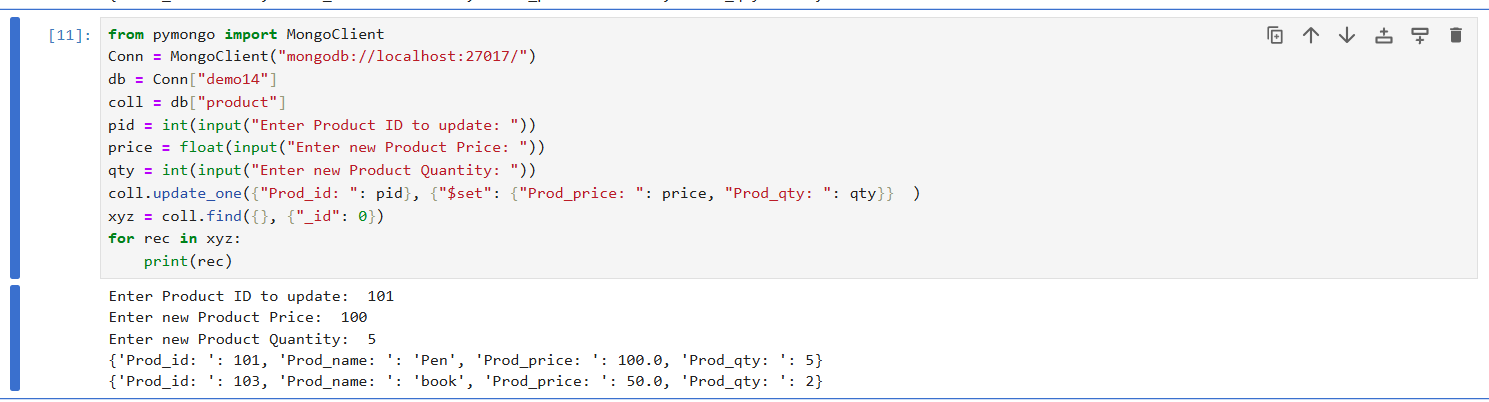 [11]: from pymongo import MongoClient
Conn = MongoClient("mongodb://localhost:27017/")
db = Conn["demo14"]
coll = db["product"]
pid = int(input("Enter Product ID to update: "))
price = float(input("Enter new Product Price: "))
qty = int(input("Enter new Product Quantity: "))
coll.update_one({"Prod_id: ": pid}, {"$set": {"Prod_price: ": price, "Prod_qty: ": qty}}  )
xyz = coll.find({}, {"_id": 0})
for rec in xyz:
    print(rec)
Enter Product ID to update:  101
Enter new Product Price:  100
Enter new Product Quantity:  5
{'Prod_id: ': 101, 'Prod_name: ': 'Pen', 'Prod_price: ': 100.0, 'Prod_qty: ': 5}
{'Prod_id: ': 103, 'Prod_name: ': 'book', 'Prod_price: ': 50.0, 'Prod_qty: ': 2}